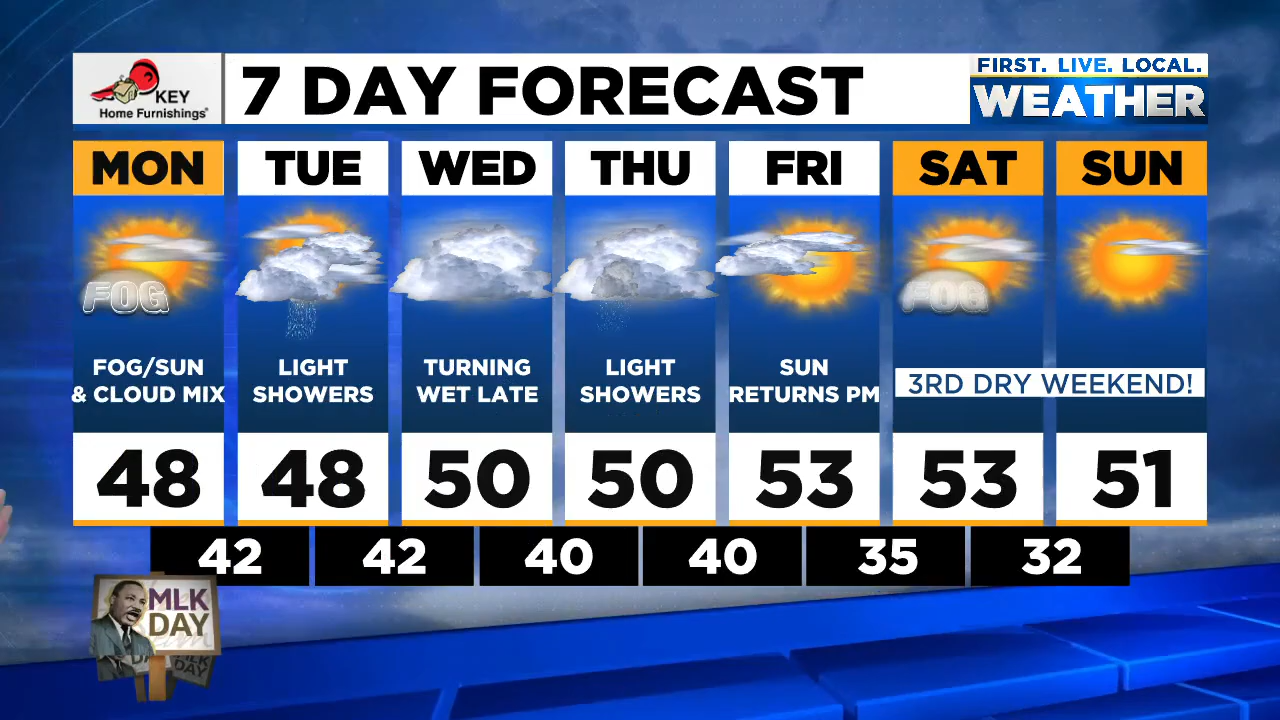 KEY
Home Furnishings®
7 DAY FORECAST
FIRST. LIVE. LOCAL.
WEATHER
MON
TUE
WED
THU
FRI
SAT
SUN
FOG
FOG
FOG/SUN
& CLOUD MIX
LIGHT
SHOWERS
TURNING
WET LATE
LIGHT
SHOWERS
SUN
RETURNS PM
3RD DRY WEEKEND!
48
48
50
50
53
53
51
42
42
40
40
35
32
MLK
DAY
MLK
DAY